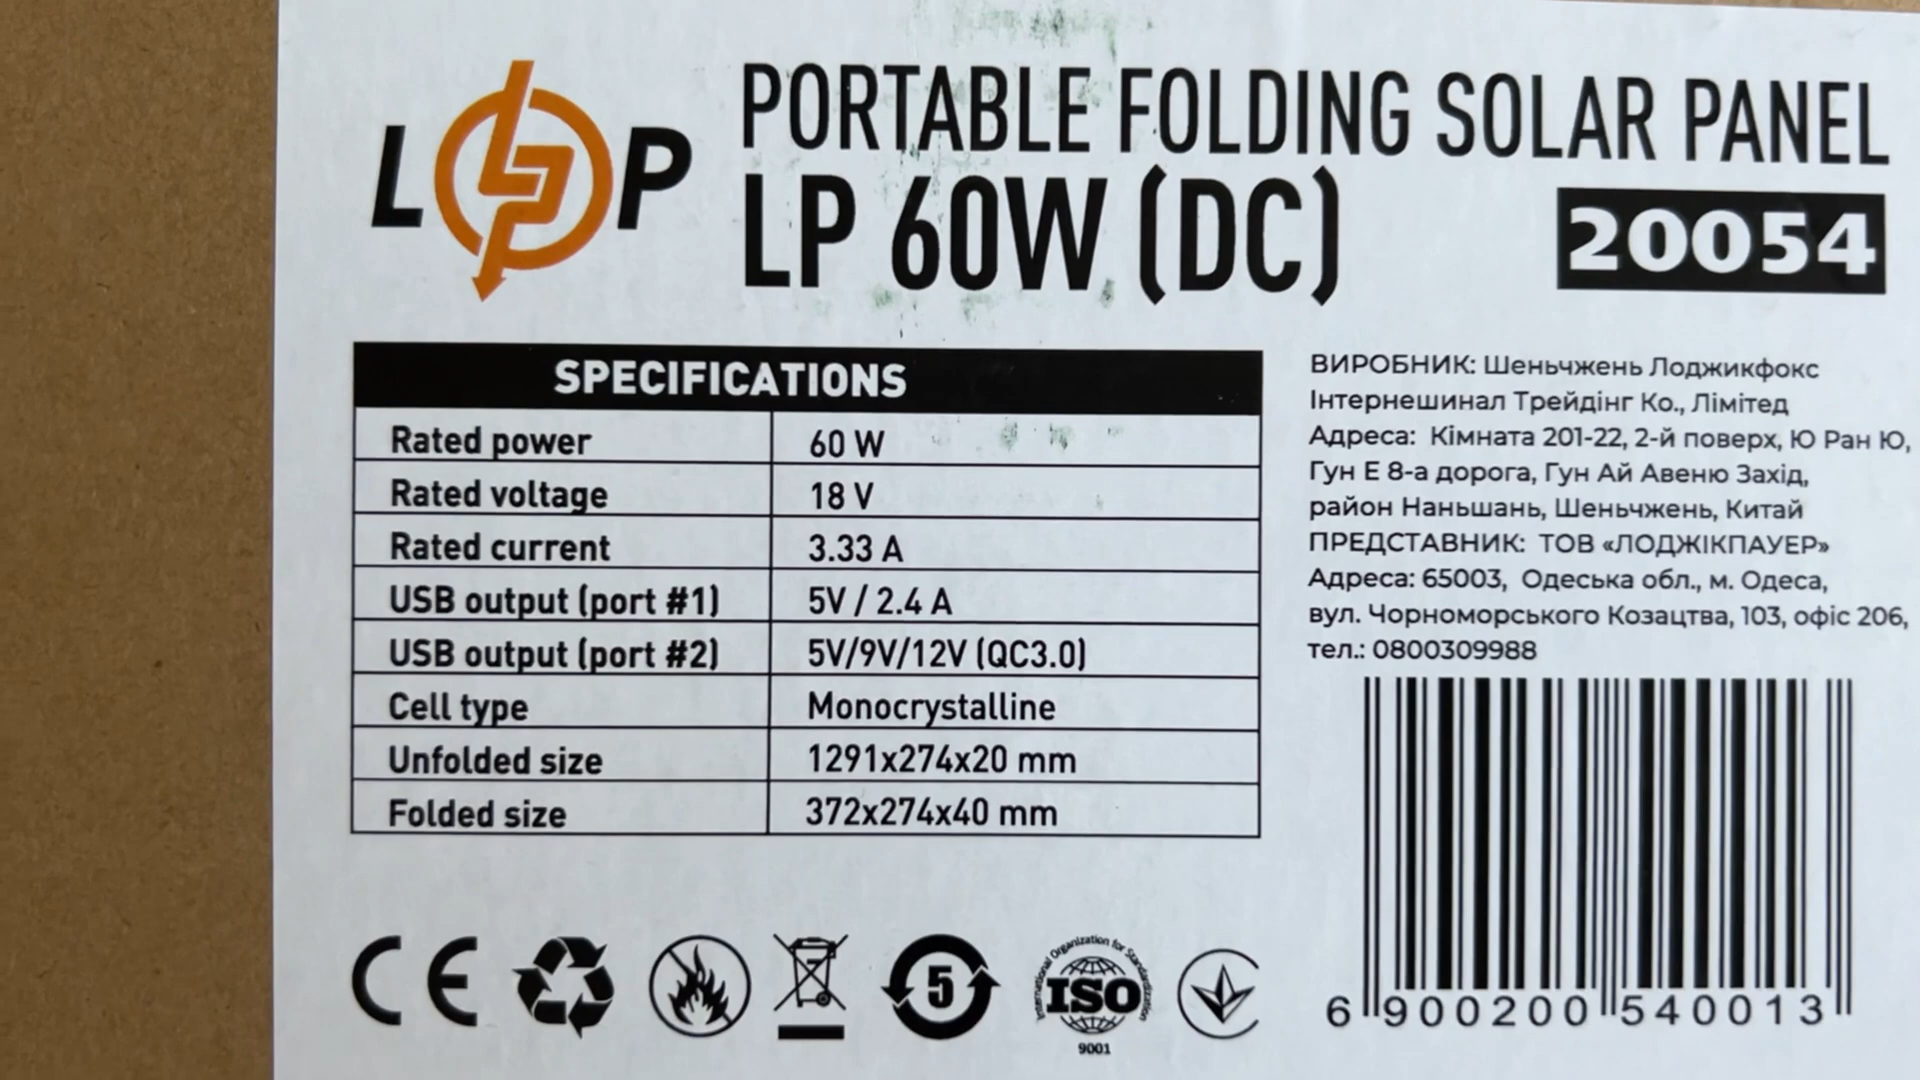 LP
PORTABLE FOLDING SOLAR PANEL
LP 60W (DC)
20054
SPECIFICATIONS
Rated power 60 W
Rated voltage 18 V
Rated current 3.33 A
USB output (port #1) 5V / 2.4 A
USB output (port #2) 5V/9V/12V (QC3.0)
Cell type Monocrystalline
Unfolded size 1291x274x20 mm
Folded size 372x274x40 mm
ВИРОБНИК: Шеньчжень Лоджикфокс
Інтернешинал Трейдінг Ко., Лімітед
Адреса: Кімната 201-22, 2-й поверх, Ю Ран Ю,
Гун Е 8-а дорога, Гун Ай Авеню Захід,
район Наньшань, Шеньчжень, Китай
ПРЕДСТАВНИК: ТОВ «ЛОДЖІКПАУЕР»
Адреса: 65003, Одеська обл., м. Одеса,
вул. Чорноморського Козацтва, 103, офіс 206,
тел.: 0800309988
6 900200 540013
CE
5
International Organization for Standardization
ISO
9001